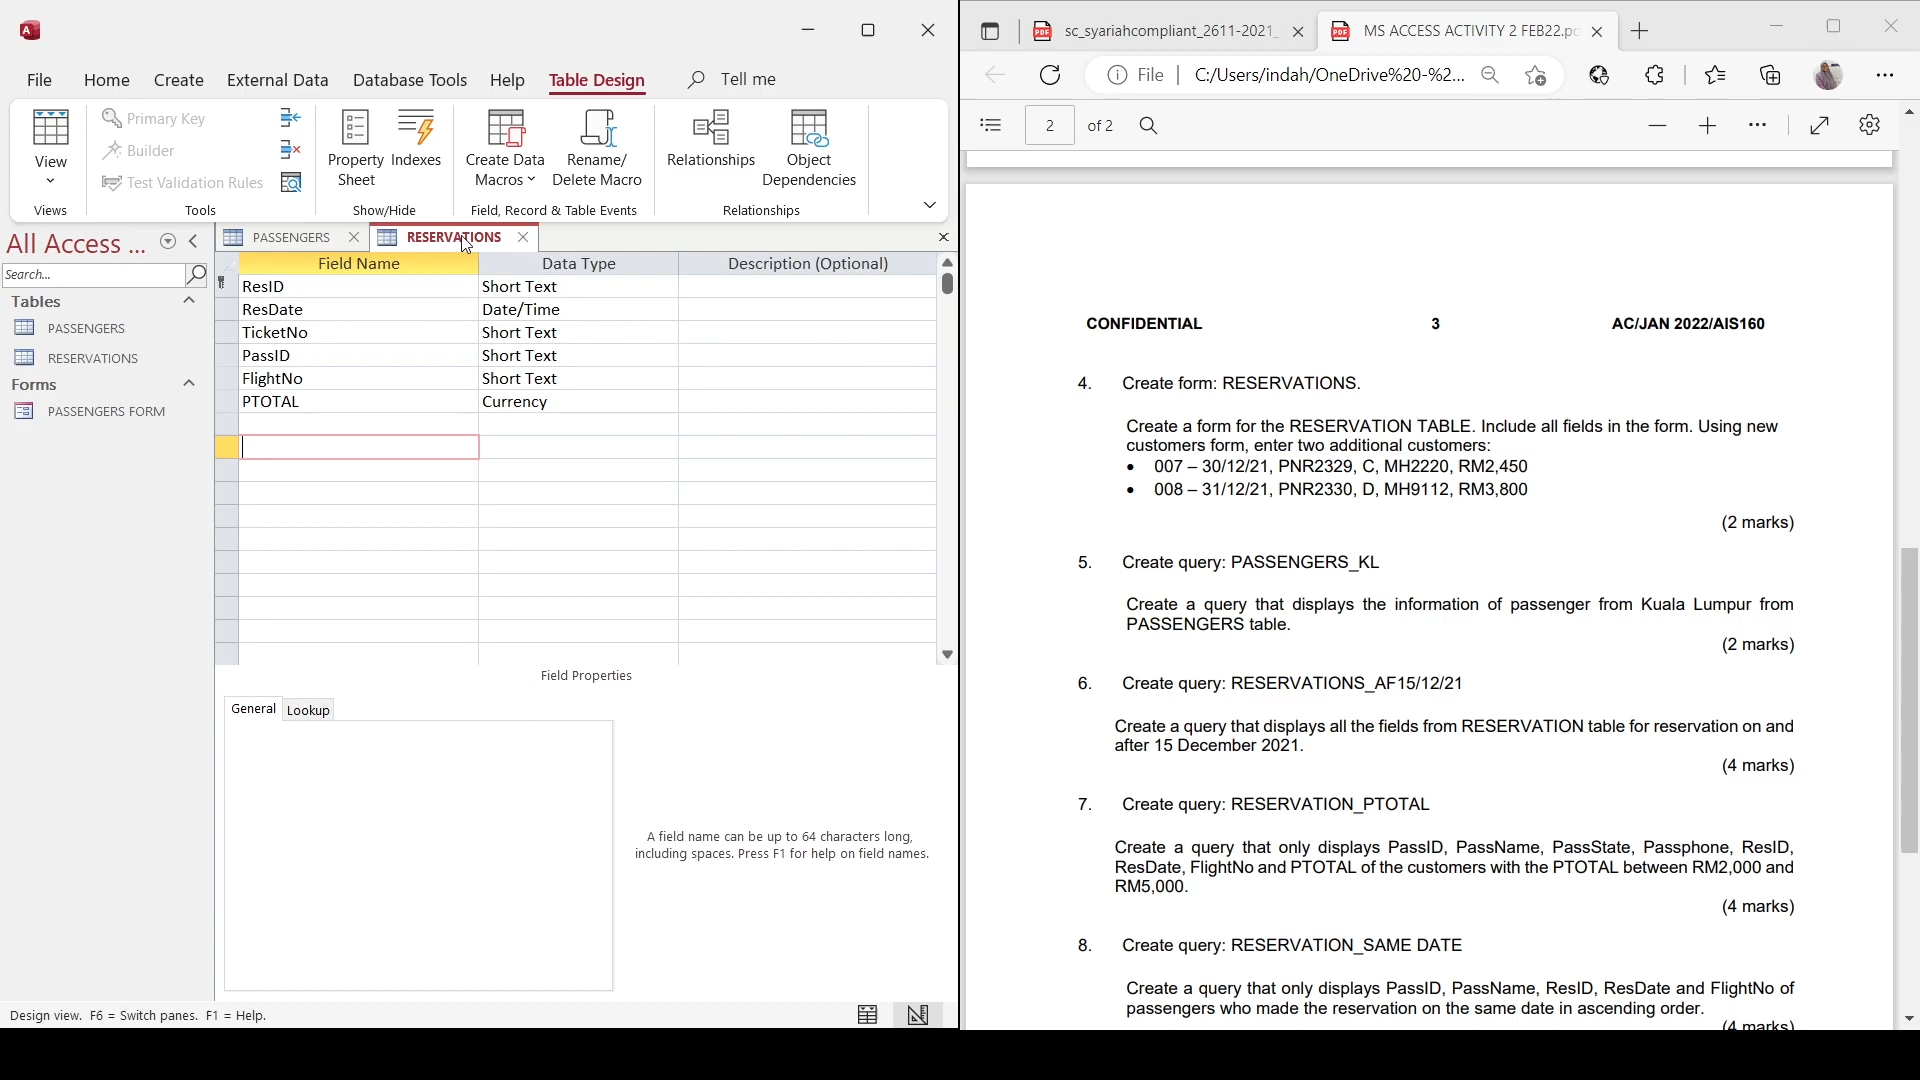 File Home Create External Data Database Tools Help Table Design Tell me
View
Primary Key
Builder
Test Validation Rules
Property Sheet
Indexes
Create Data Macros
Rename/ Delete Macro
Relationships
Object Dependencies
Views Tools Show/Hide Field, Record & Table Events Relationships
All Access ...
Search...
Tables
PASSENGERS
RESERVATIONS
Forms
PASSENGERS FORM
PASSENGERS RESERVATIONS
Field Name Data Type Description (Optional)
ResID Short Text
ResDate Date/Time
TicketNo Short Text
PassID Short Text
FlightNo Short Text
PTOTAL Currency
Field Properties
General Lookup
A field name can be up to 64 characters long,
including spaces. Press F1 for help on field names.
Design view. F6 = Switch panes. F1 = Help.
sc_syariahcompliant_2611-2021_ MS ACCESS ACTIVITY 2 FEB22.pd
File C:/Users/indah/OneDrive%20-%2...
2 of 2
CONFIDENTIAL 3 AC/JAN 2022/AIS160
4. Create form: RESERVATIONS.
Create a form for the RESERVATION TABLE. Include all fields in the form. Using new
customers form, enter two additional customers:
• 007 – 30/12/21, PNR2329, C, MH2220, RM2,450
• 008 – 31/12/21, PNR2330, D, MH9112, RM3,800
(2 marks)
5. Create query: PASSENGERS_KL
Create a query that displays the information of passenger from Kuala Lumpur from
PASSENGERS table.
(2 marks)
6. Create query: RESERVATIONS_AF15/12/21
Create a query that displays all the fields from RESERVATION table for reservation on and
after 15 December 2021.
(4 marks)
7. Create query: RESERVATION_PTOTAL
Create a query that only displays PassID, PassName, PassState, Passphone, ResID,
ResDate, FlightNo and PTOTAL of the customers with the PTOTAL between RM2,000 and
RM5,000.
(4 marks)
8. Create query: RESERVATION_SAME DATE
Create a query that only displays PassID, PassName, ResID, ResDate and FlightNo of
passengers who made the reservation on the same date in ascending order.
(4 marks)